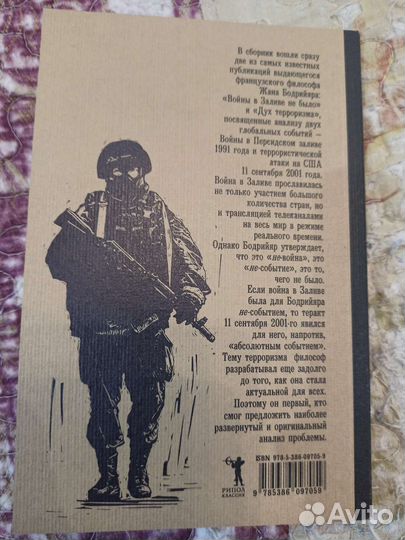 В сборник вошли сразу
две из самых известных
публикаций выдающегося
французского философа
Жана Бодрийяра:
«Войны в Заливе не было»
и «Дух терроризма»,
посвященные анализу двух
глобальных событий –
Войны в Персидском заливе
1991 года и террористической
атаки на США
11 сентября 2001 года.
Война в Заливе прославилась
не только участием большого
количества стран, но
и трансляцией телеканалами
на весь мир в режиме
реального времени.
Однако Бодрийяр утверждает,
что это «не-война», это
«не-событие», это то,
чего не было.
Если война в Заливе
была для Бодрийяра
не-событием, то теракт
11 сентября 2001-го явился
для него, напротив,
«абсолютным событием».
Тему терроризма философ
разрабатывал еще задолго
до того, как она стала
актуальной для всех.
Поэтому он первый, кто
смог предложить наиболее
развернутый и оригинальный
анализ проблемы.
РИПОЛ
КЛАССИК
ISBN 978-5-386-09705-9
9 785386 097059
Avito